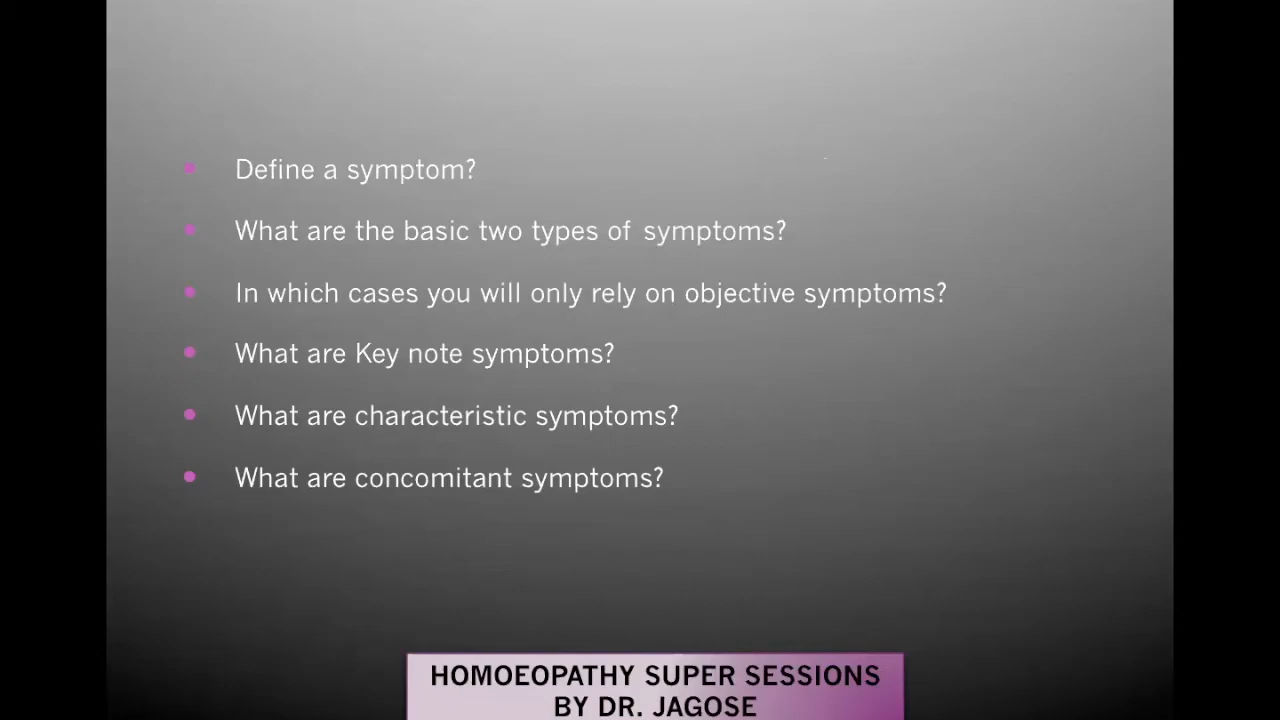 Define a symptom?
What are the basic two types of symptoms?
In which cases you will only rely on objective symptoms?
What are Key note symptoms?
What are characteristic symptoms?
What are concomitant symptoms?
HOMOEOPATHY SUPER SESSIONS
BY DR. JAGOSE